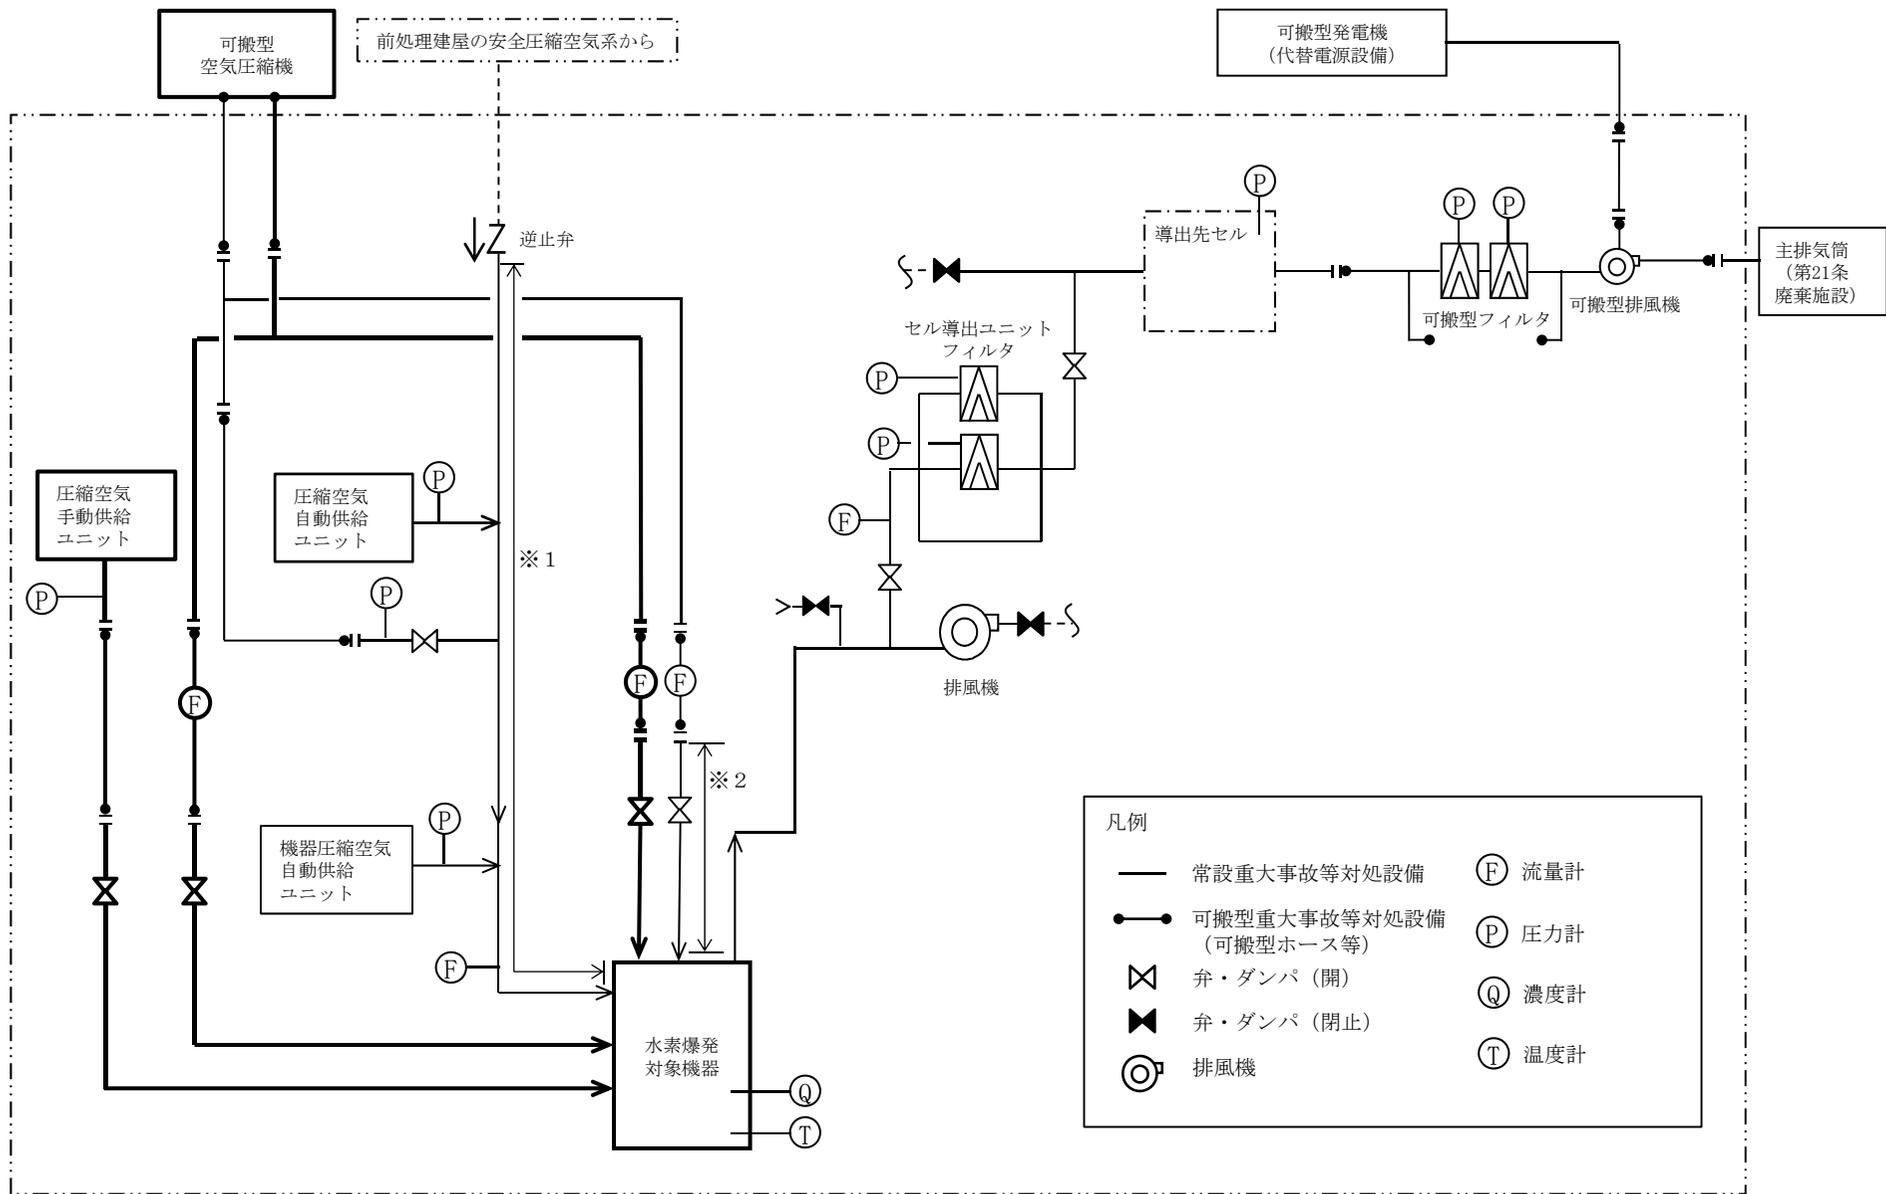 可搬型
空気圧縮機
前処理建屋の安全圧縮空気系から
可搬型発電機
(代替電源設備)
逆止弁
P
導出先セル
P
P
可搬型フィルタ
可搬型排風機
主排気筒
(第21条
廃棄施設)
セル導出ユニット
フィルタ
P
P
F
圧縮空気
手動供給
ユニット
P
圧縮空気
自動供給
ユニット
P
※1
P
F
F
F
※2
排風機
機器圧縮空気
自動供給
ユニット
P
F
水素爆発
対象機器
Q
T
凡例
常設重大事故等対処設備
可搬型重大事故等対処設備
(可搬型ホース等)
弁・ダンパ(開)
弁・ダンパ(閉止)
排風機
F 流量計
P 圧力計
Q 濃度計
T 温度計